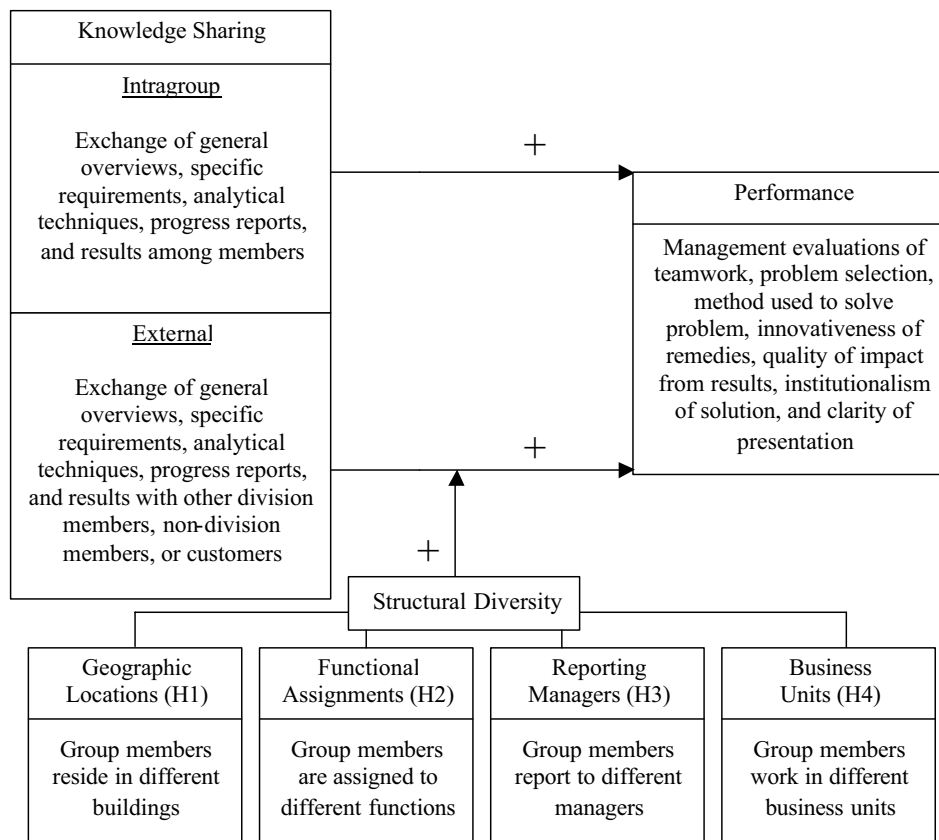 Knowledge Sharing
Intragroup
Exchange of general
overviews, specific
requirements, analytical
techniques, progress reports,
and results among members
External
Exchange of general
overviews, specific
requirements, analytical
techniques, progress reports,
and results with other division
members, non-division
members, or customers
+
Performance
Management evaluations of
teamwork, problem selection,
method used to solve
problem, innovativeness of
remedies, quality of impact
from results, institutionalism
of solution, and clarity of
presentation
+
+
Structural Diversity
Geographic
Locations (H1)
Group members
reside in different
buildings
Functional
Assignments (H2)
Group members
are assigned to
different functions
Reporting
Managers (H3)
Group members
report to different
managers
Business
Units (H4)
Group members
work in different
business units